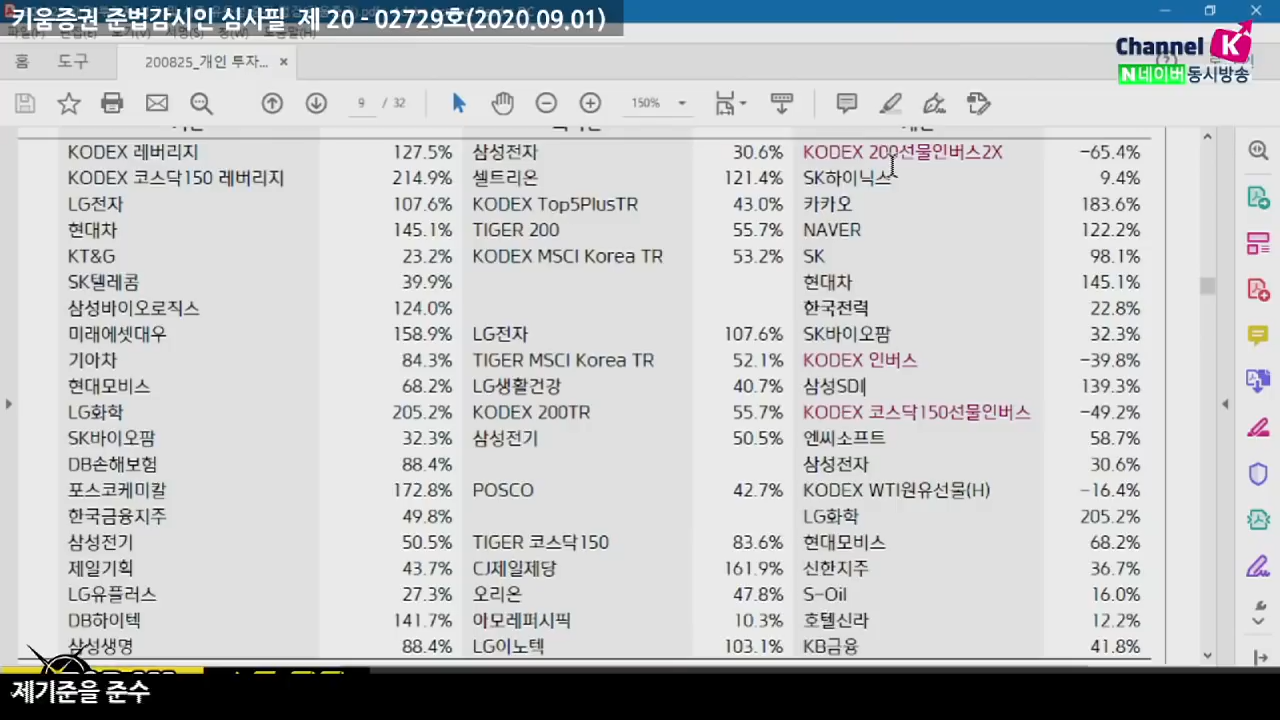 키움증권 준법감시인 심사필 제 20 - 02729호(2020.09.01)
홈 도구 200825_개인 투자... ×
Channel K
N 네이버 동시방송
9 / 32 150%
KODEX 레버리지 127.5% 삼성전자 30.6% KODEX 200선물인버스2X -65.4%
KODEX 코스닥150 레버리지 214.9% 셀트리온 121.4% SK하이닉스 9.4%
LG전자 107.6% KODEX Top5PlusTR 43.0% 카카오 183.6%
현대차 145.1% TIGER 200 55.7% NAVER 122.2%
KT&G 23.2% KODEX MSCI Korea TR 53.2% SK 98.1%
SK텔레콤 39.9% 현대차 145.1%
삼성바이오로직스 124.0% 한국전력 22.8%
미래에셋대우 158.9% LG전자 107.6% SK바이오팜 32.3%
기아차 84.3% TIGER MSCI Korea TR 52.1% KODEX 인버스 -39.8%
현대모비스 68.2% LG생활건강 40.7% 삼성SDI 139.3%
LG화학 205.2% KODEX 200TR 55.7% KODEX 코스닥150선물인버스 -49.2%
SK바이오팜 32.3% 삼성전기 50.5% 엔씨소프트 58.7%
DB손해보험 88.4% 삼성전자 30.6%
포스코케미칼 172.8% POSCO 42.7% KODEX WTI원유선물(H) -16.4%
한국금융지주 49.8% LG화학 205.2%
삼성전기 50.5% TIGER 코스닥150 83.6% 현대모비스 68.2%
제일기획 43.7% CJ제일제당 161.9% 신한지주 36.7%
LG유플러스 27.3% 오리온 47.8% S-Oil 16.0%
DB하이텍 141.7% 아모레퍼시픽 10.3% 호텔신라 12.2%
삼성생명 88.4% LG이노텍 103.1% KB금융 41.8%
제기준을 준수